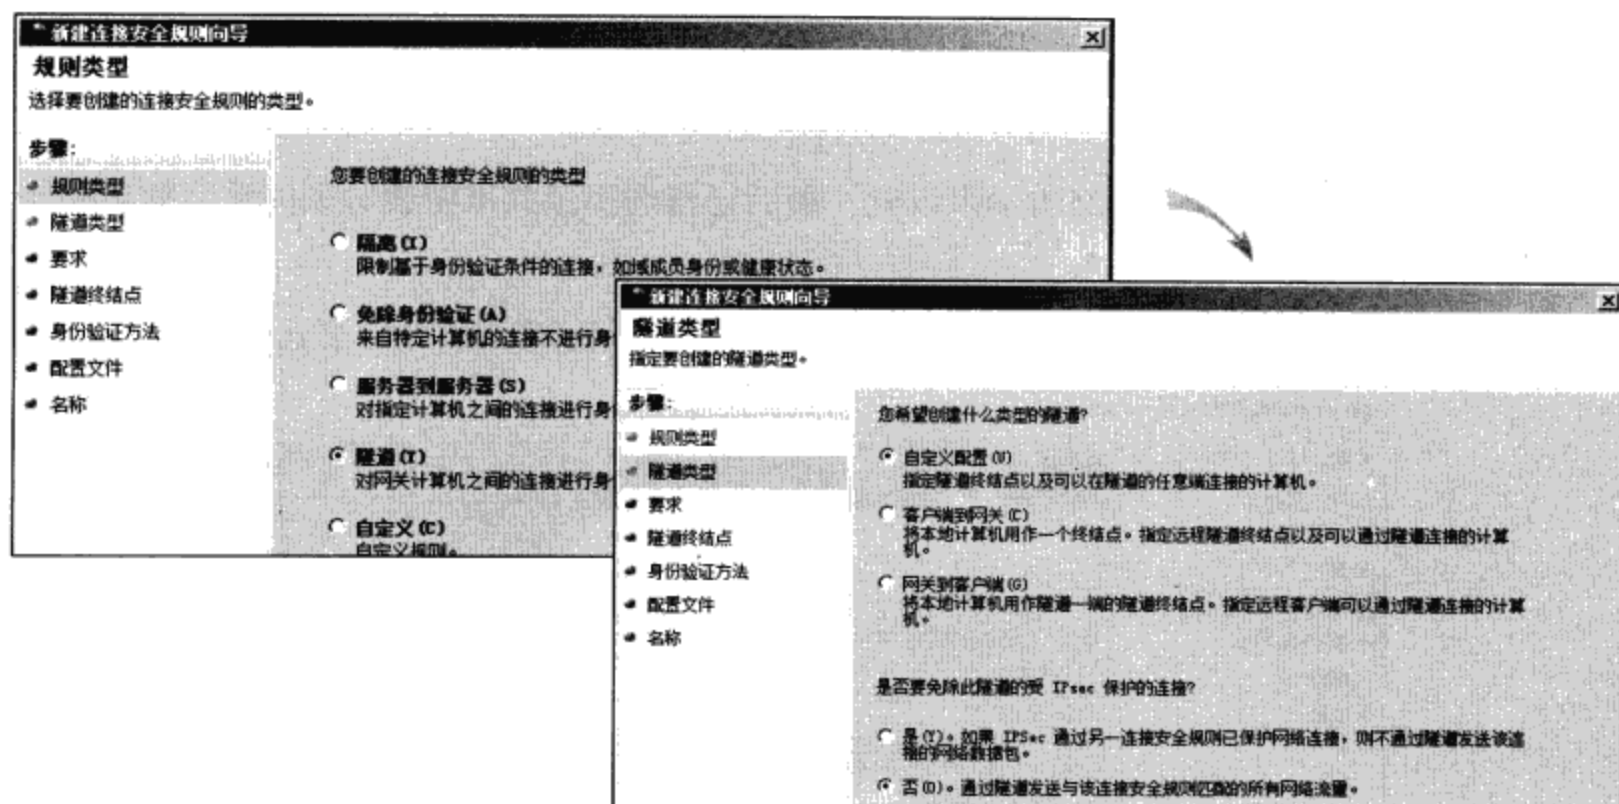 新建连接安全规则向导
规则类型
选择要创建的连接安全规则的类型。
步骤:
规则类型
隧道类型
要求
隧道终结点
身份验证方法
配置文件
名称
您要创建的连接安全规则的类型
隔离(I)
限制基于身份验证条件的连接，如域成员身份或健康状态。
免除身份验证(A)
来自特定计算机的连接不进行身
服务器到服务器(S)
对指定计算机之间的连接进行身
隧道(T)
对网关计算机之间的连接进行身
自定义(C)
自定义规则。
新建连接安全规则向导
隧道类型
指定要创建的隧道类型。
步骤:
规则类型
隧道类型
要求
隧道终结点
身份验证方法
配置文件
名称
您希望创建什么类型的隧道?
自定义配置(U)
指定隧道终结点以及可以在隧道的任意端连接的计算机。
客户端到网关(C)
将本地计算机用作一个终结点。指定远程隧道终结点以及可以通过隧道连接的计算
机。
网关到客户端(G)
将本地计算机用作隧道一端的隧道终结点。指定远程客户端可以通过隧道连接的计算
机。
是否要免除此隧道的受 IPsec 保护的连接?
是(Y)。如果 IPSec 通过另一连接安全规则已保护网络连接，则不通过隧道发送该连
接的网络数据包。
否(O)。通过隧道发送与该连接安全规则匹配的所有网络流量。